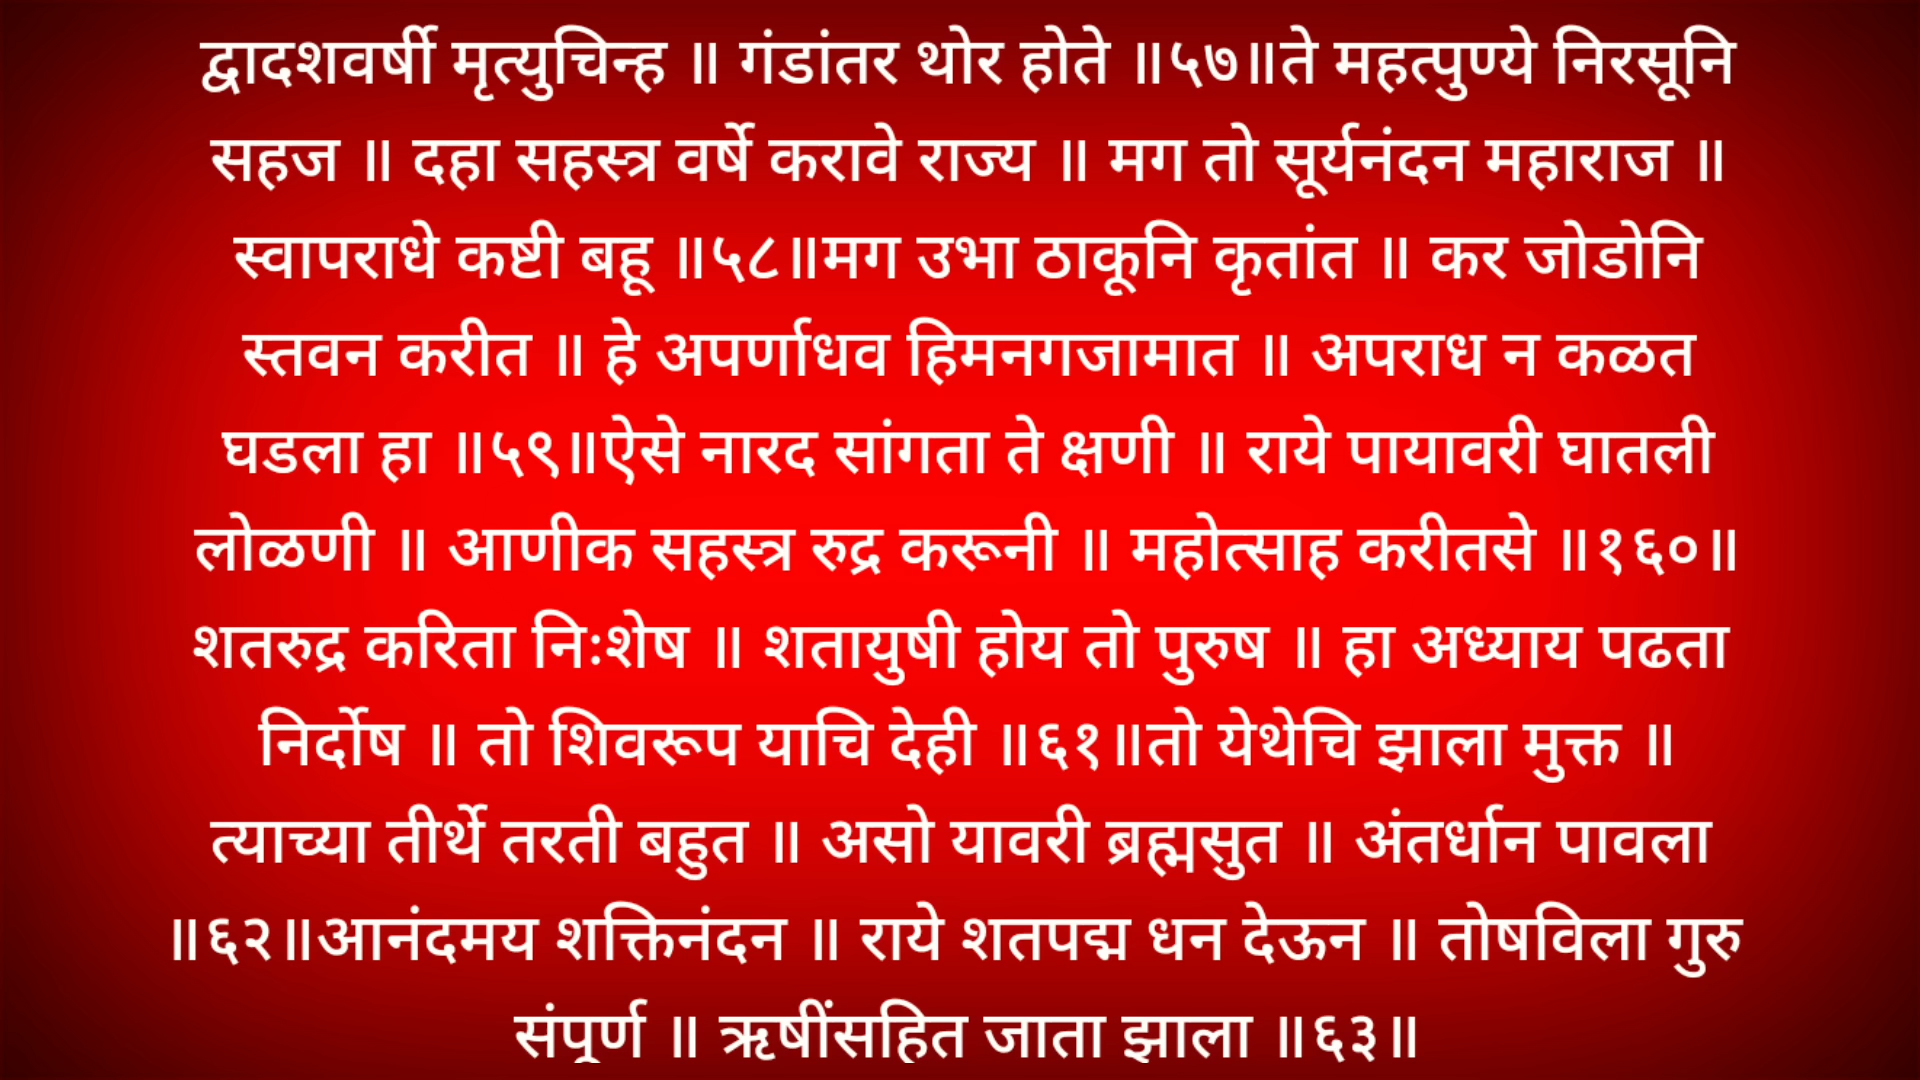 द्वादशवर्षी मृत्युचिन्ह ॥ गंडांतर थोर होते ॥५७॥ते महत्पुण्ये निरसूनि
सहज ॥ दहा सहस्त्र वर्षे करावे राज्य ॥ मग तो सूर्यनंदन महाराज ॥
स्वापराधे कष्टी बहू ॥५८॥मग उभा ठाकूनि कृतांत ॥ कर जोडोनि
स्तवन करीत ॥ हे अपर्णाधव हिमनगजामात ॥ अपराध न कळत
घडला हा ॥५९॥ऐसे नारद सांगता ते क्षणी ॥ राये पायावरी घातली
लोळणी ॥ आणीक सहस्त्र रुद्र करूनी ॥ महोत्साह करीतसे ॥१६०॥
शतरुद्र करिता निःशेष ॥ शतायुषी होय तो पुरुष ॥ हा अध्याय पढता
निर्दोष ॥ तो शिवरूप याचि देही ॥६१॥तो येथेचि झाला मुक्त ॥
त्याच्या तीर्थे तरती बहुत ॥ असो यावरी ब्रह्मसुत ॥ अंतर्धान पावला
॥६२॥आनंदमय शक्तिनंदन ॥ राये शतपद्म धन देऊन ॥ तोषविला गुरु
संपूर्ण ॥ ऋषींसहित जाता झाला ॥६३॥